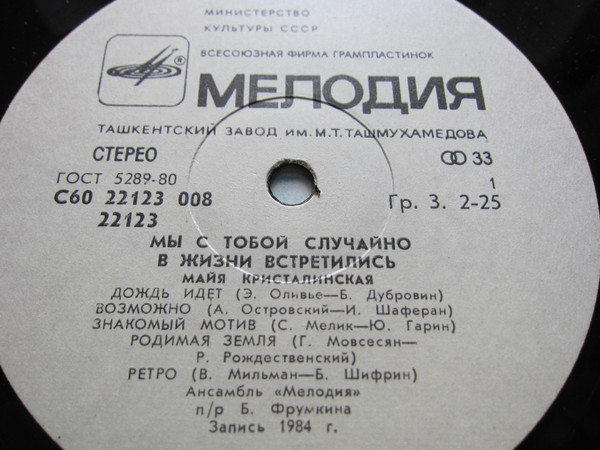 МИНИСТЕРСТВО
КУЛЬТУРЫ СССР
ВСЕСОЮЗНАЯ ФИРМА ГРАМПЛАСТИНОК
®
МЕЛОДИЯ
ТАШКЕНТСКИЙ ЗАВОД ИМ. М.Т.ТАШМУХАМЕДОВА
СТЕРЕО
33
ГОСТ 5289-80
1
С60 22123 008
Гр. 3. 2-25
22123
МЫ С ТОБОЙ СЛУЧАЙНО
В ЖИЗНИ ВСТРЕТИЛИСЬ
МАЙЯ КРИСТАЛИНСКАЯ
ДОЖДЬ ИДЕТ (Э. Оливье—Б. Дубровин)
ВОЗМОЖНО (А. Островский—И. Шаферан)
ЗНАКОМЫЙ МОТИВ (С. Мелик—Ю. Гарин)
РОДИМАЯ ЗЕМЛЯ (Г. Мовсесян—
Р. Рождественский)
РЕТРО (В. Мильман—Б. Шифрин)
Ансамбль «Мелодия»
п/р Б. Фрумкина
Запись 1984 г.